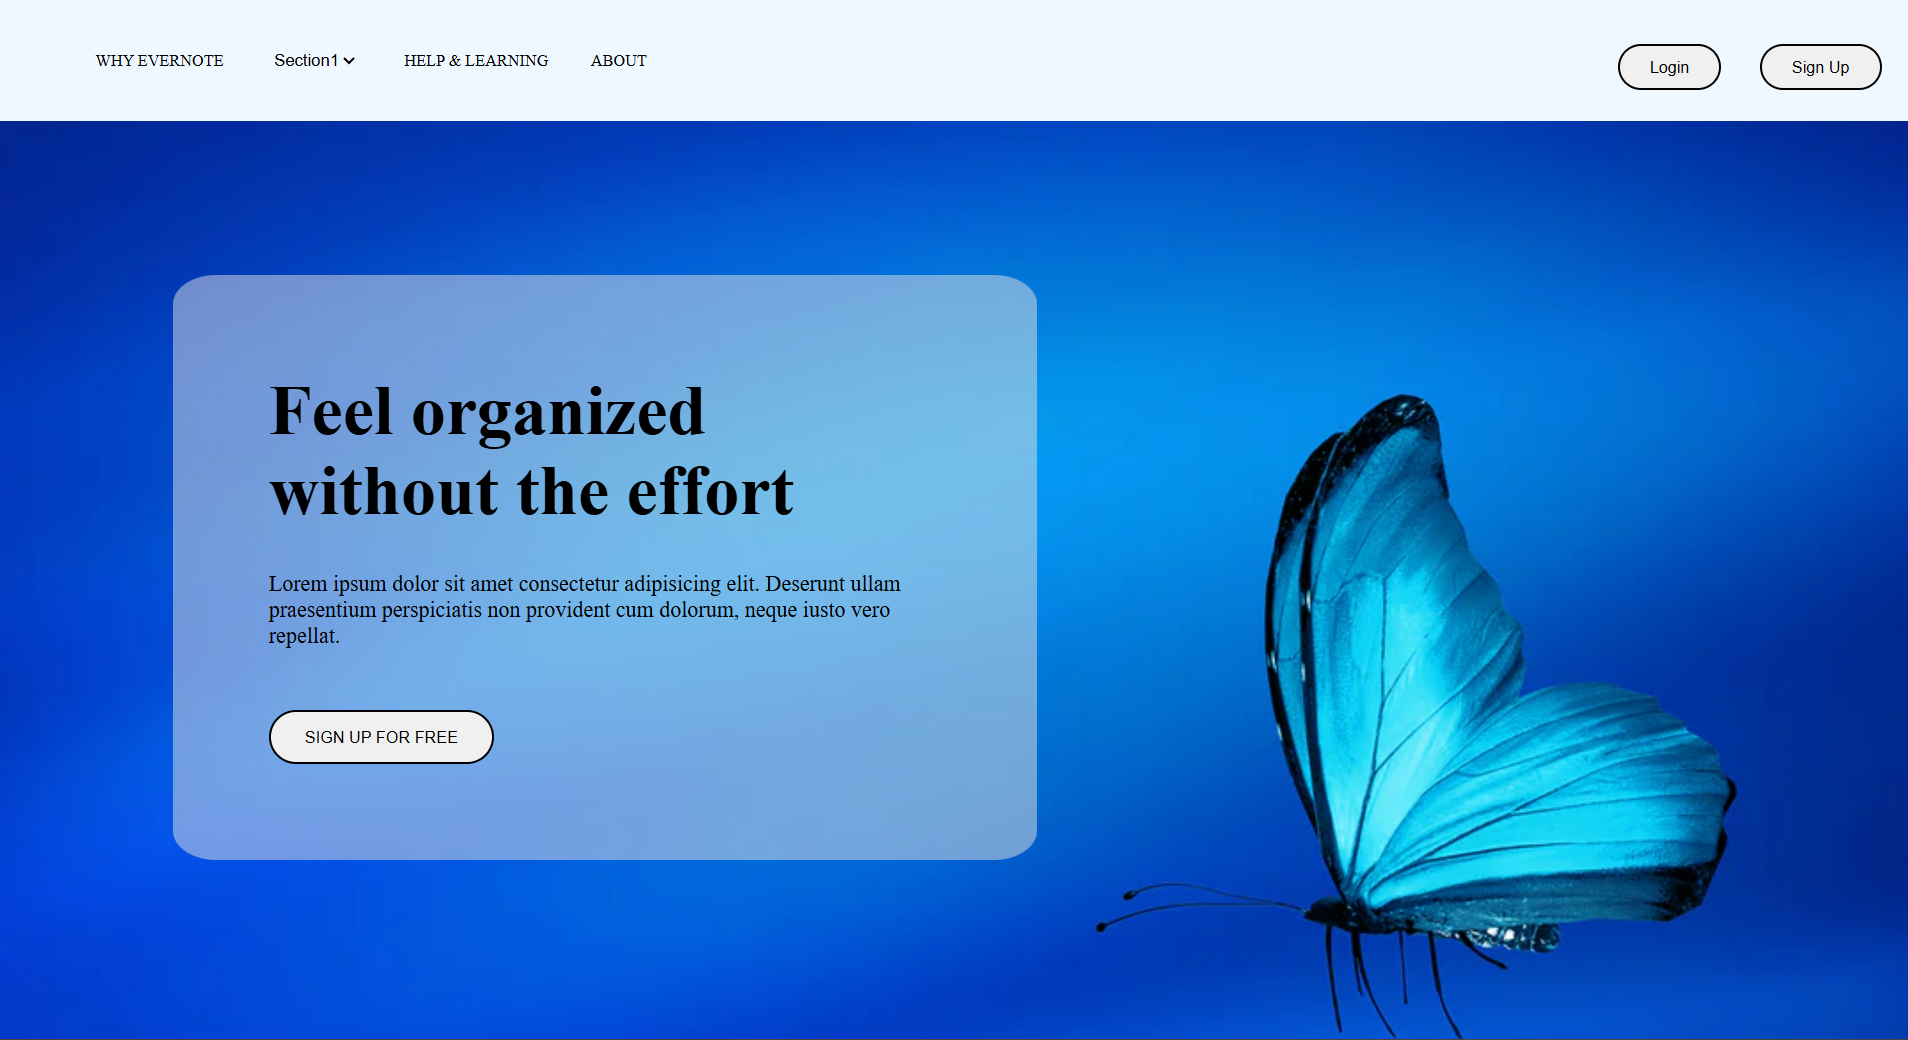 WHY EVERNOTE
Section1
HELP & LEARNING
ABOUT
Login
Sign Up
Feel organized
without the effort
Lorem ipsum dolor sit amet consectetur adipisicing elit. Deserunt ullam
praesentium perspiciatis non provident cum dolorum, neque iusto vero
repellat.
SIGN UP FOR FREE